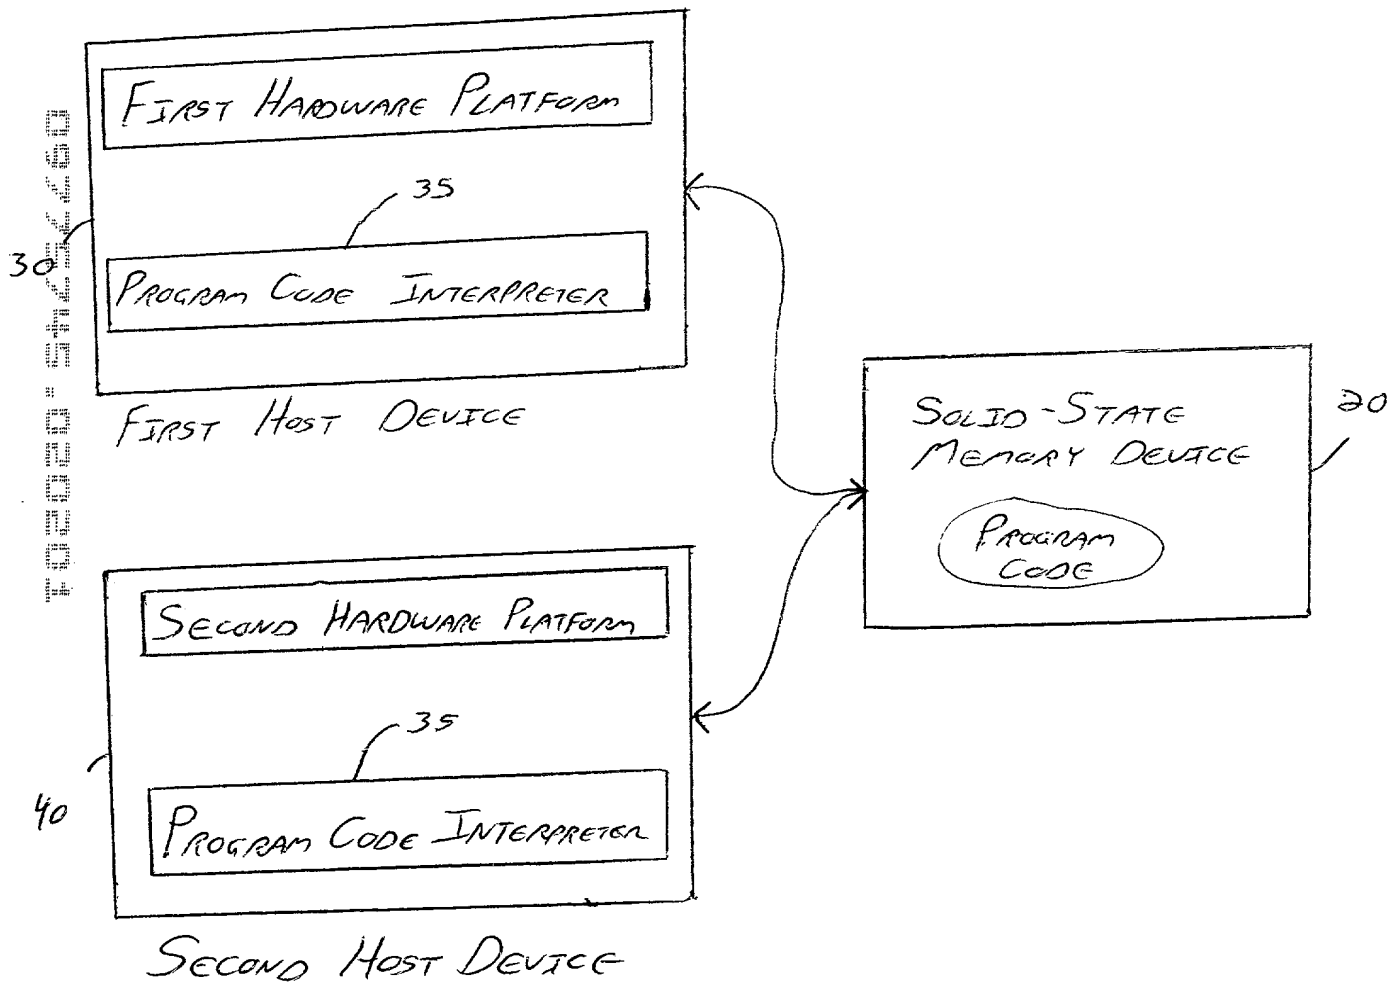 FIRST HARDWARE PLATFORM
35
30
PROGRAM CODE INTERPRETER
FIRST HOST DEVICE
SOLID-STATE
MEMORY DEVICE
20
PROGRAM
CODE
SECOND HARDWARE PLATFORM
35
40
PROGRAM CODE INTERPRETER
SECOND HOST DEVICE